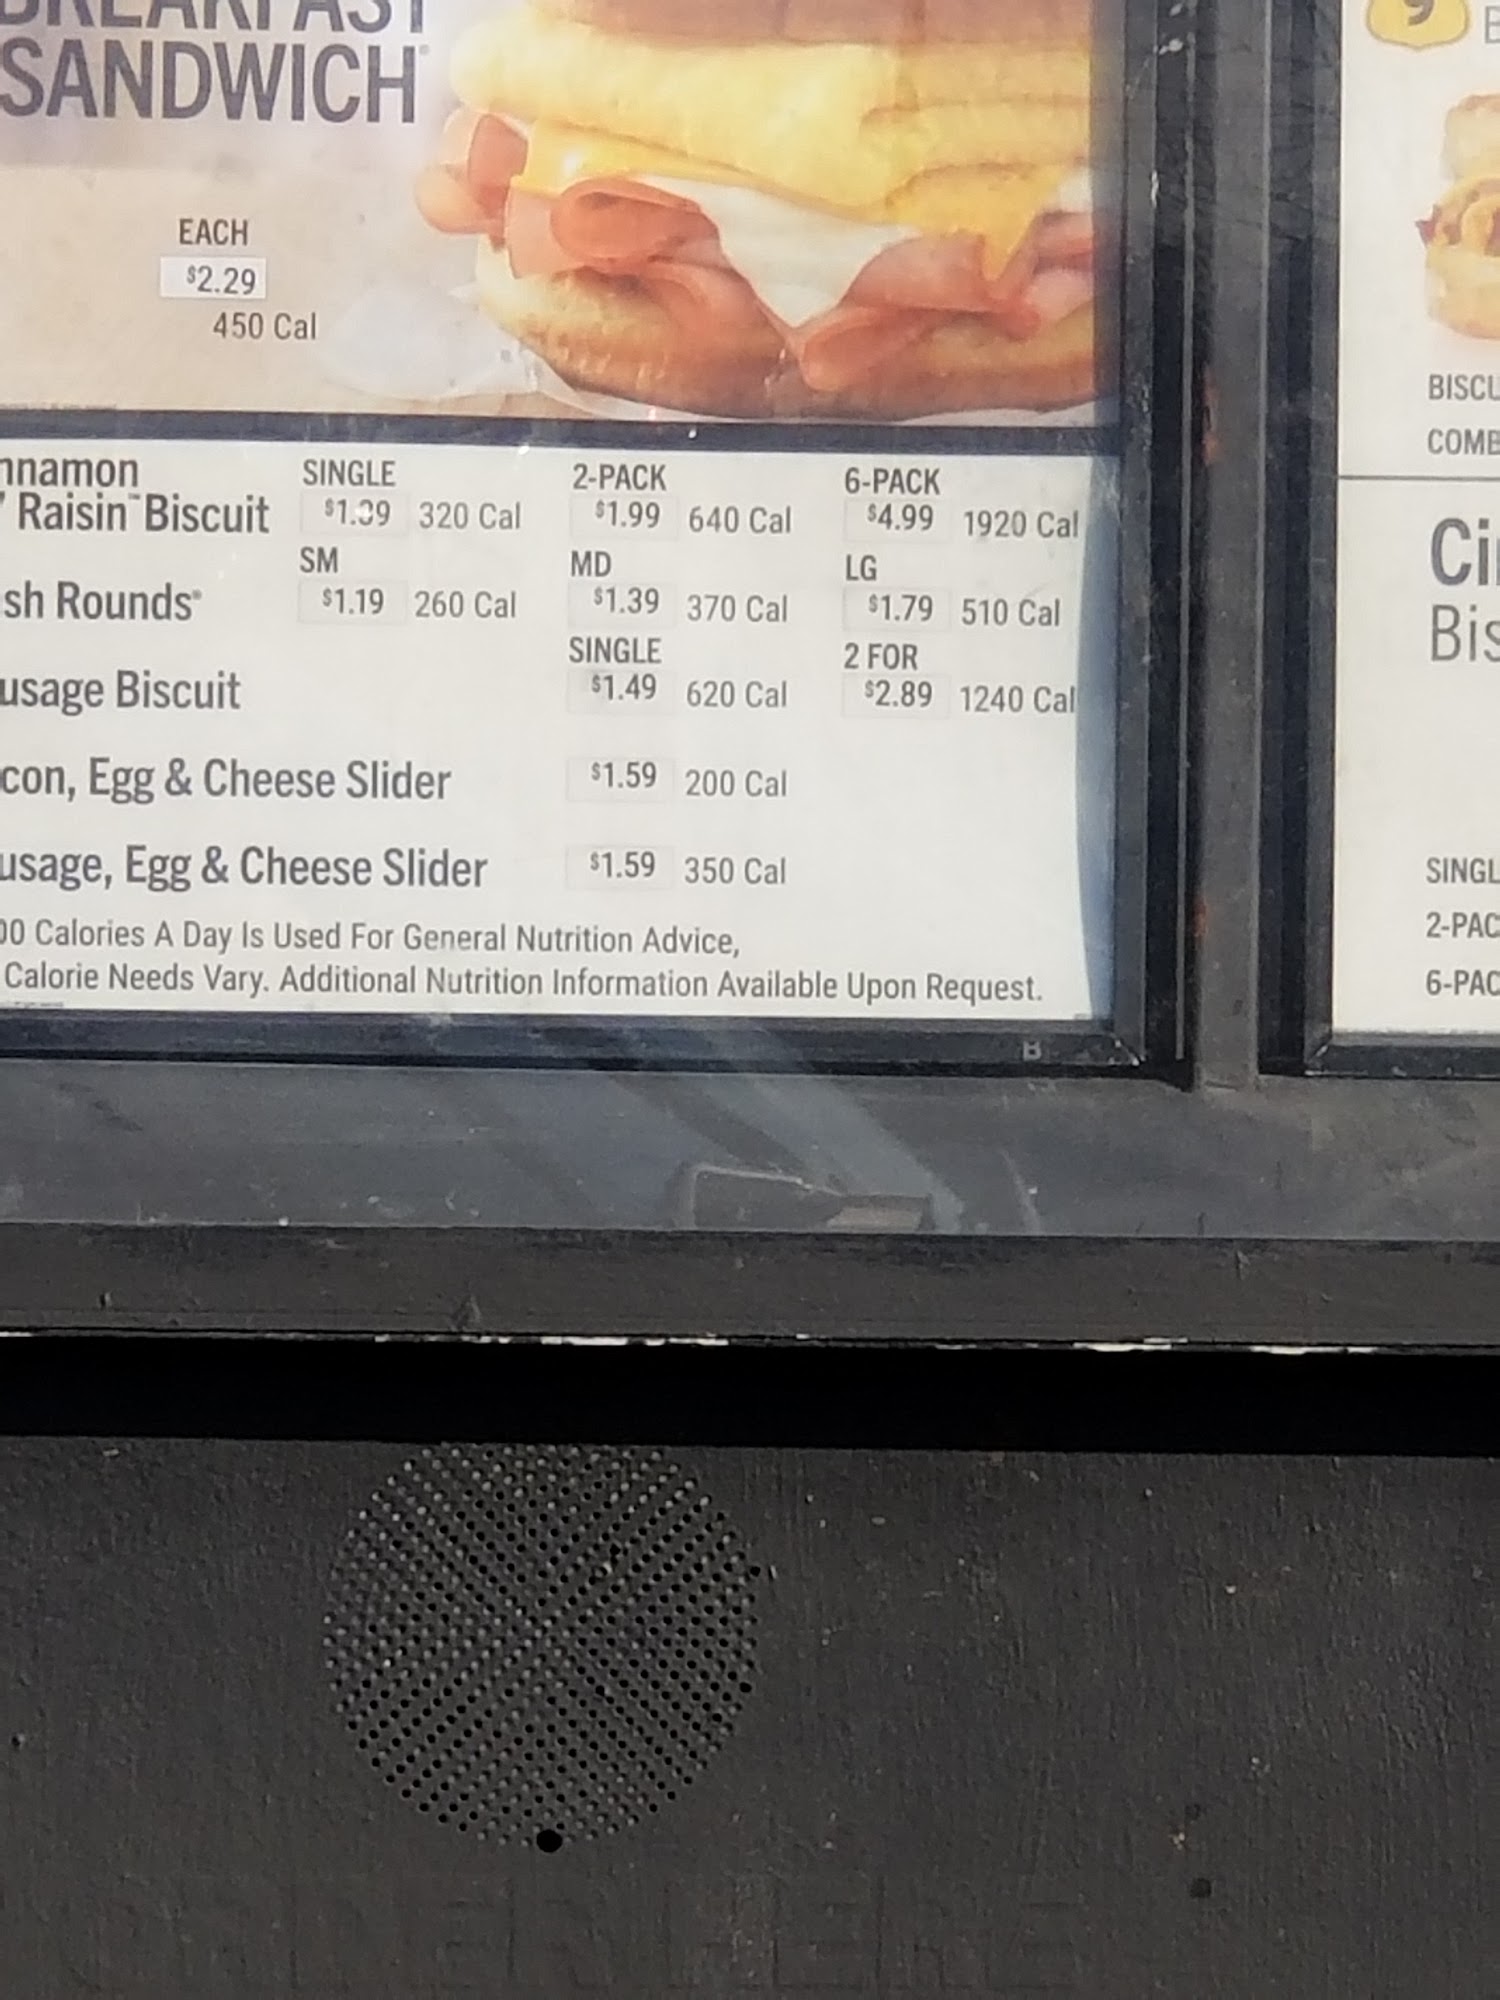 BREAKFAST
SANDWICH
EACH
$2.29
450 Cal
nnamon SINGLE 2-PACK 6-PACK
Raisin™ Biscuit $1.39 320 Cal $1.99 640 Cal $4.99 1920 Cal
SM MD LG
sh Rounds® $1.19 260 Cal $1.39 370 Cal $1.79 510 Cal
SINGLE 2 FOR
usage Biscuit $1.49 620 Cal $2.89 1240 Cal
con, Egg & Cheese Slider $1.59 200 Cal
usage, Egg & Cheese Slider $1.59 350 Cal
00 Calories A Day Is Used For General Nutrition Advice,
Calorie Needs Vary. Additional Nutrition Information Available Upon Request.
B
9
BISCU
COMB
Ci
Bis
SINGL
2-PAC
6-PAC